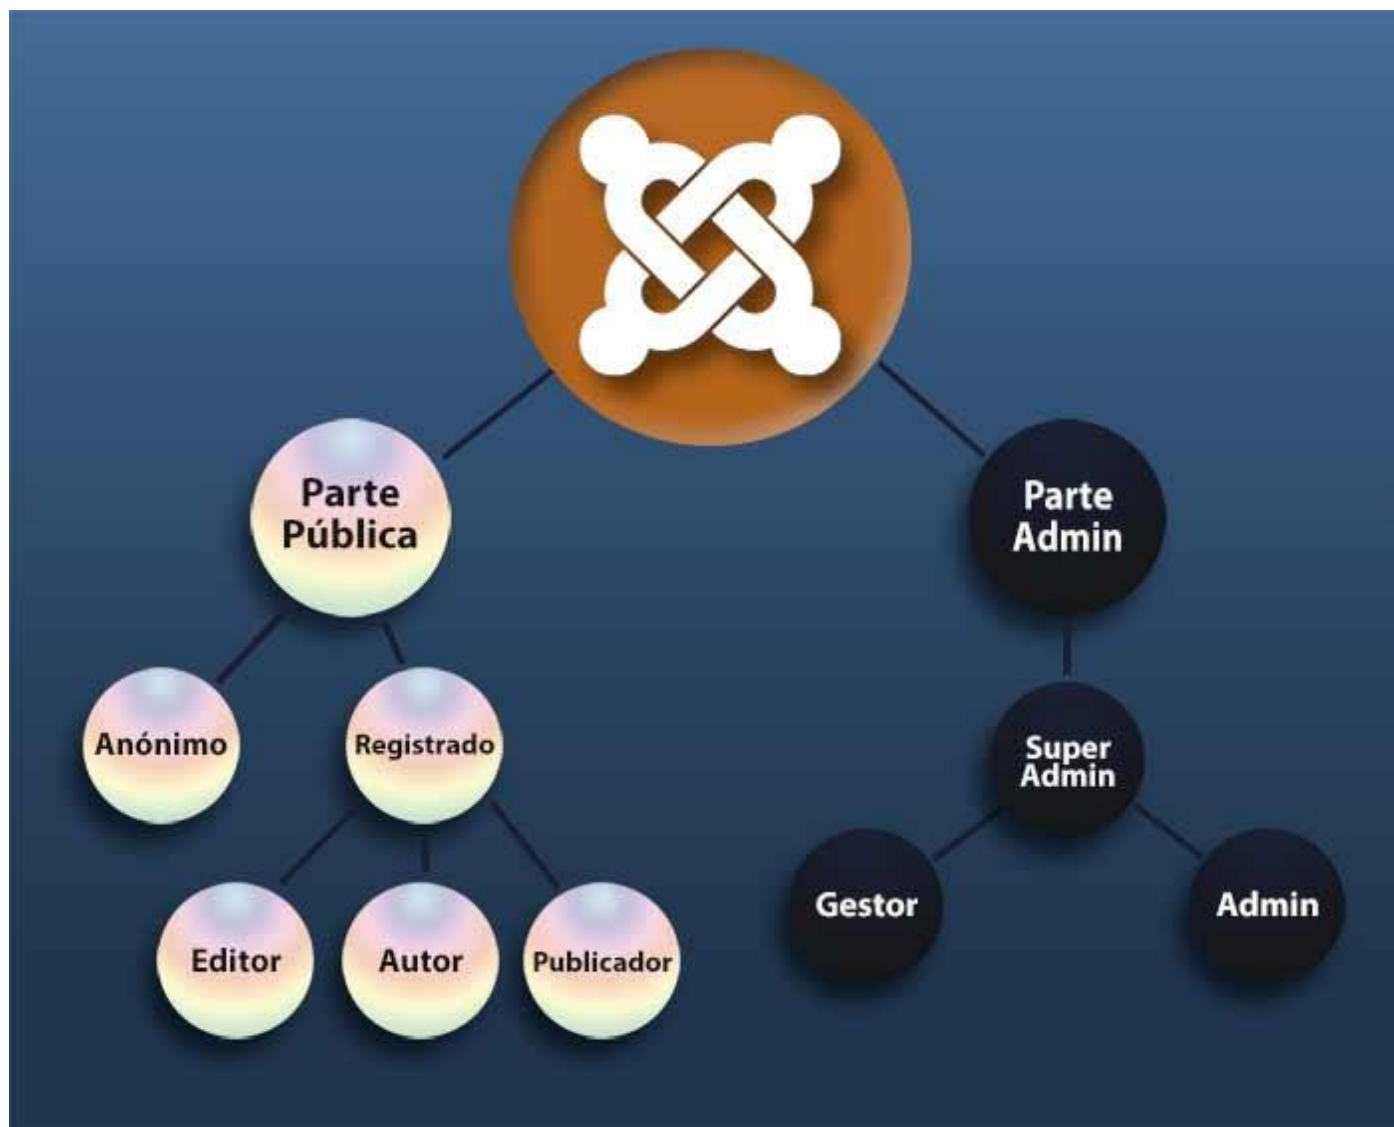 Parte
Pública
Parte
Admin
Anónimo
Registrado
Super
Admin
Editor
Autor
Publicador
Gestor
Admin